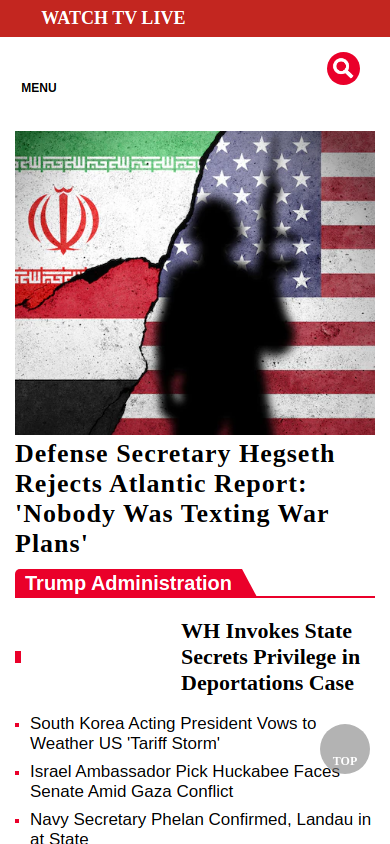 WATCH TV LIVE
MENU
Defense Secretary Hegseth
Rejects Atlantic Report:
'Nobody Was Texting War
Plans'
Trump Administration
WH Invokes State
Secrets Privilege in
Deportations Case
South Korea Acting President Vows to
Weather US 'Tariff Storm'
Israel Ambassador Pick Huckabee Faces
Senate Amid Gaza Conflict
TOP
Navy Secretary Phelan Confirmed, Landau in
at State